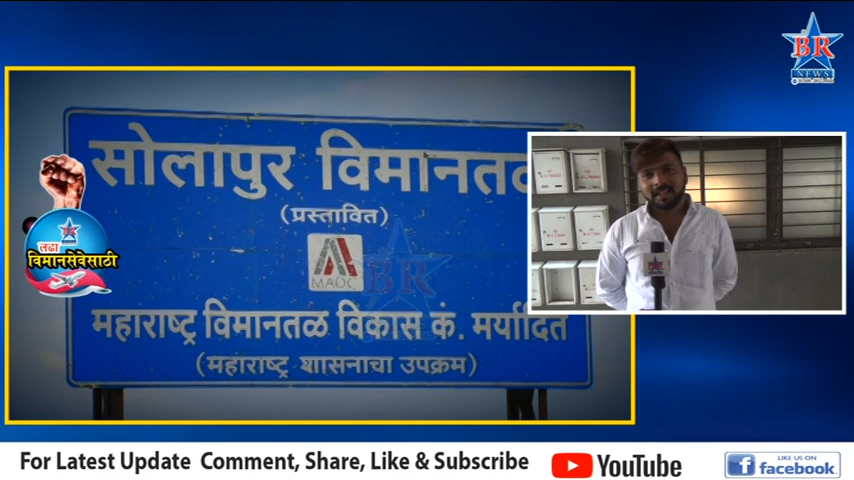 BR
NEWS
सोलापुर विमानतळ
(प्रस्तावित)
MADC
BR
लढा
विमानसेवेसाठी
महाराष्ट्र विमानतळ विकास कं. मर्यादित
(महाराष्ट्र शासनाचा उपक्रम)
For Latest Update Comment, Share, Like & Subscribe
YouTube
LIKE US ON
facebook